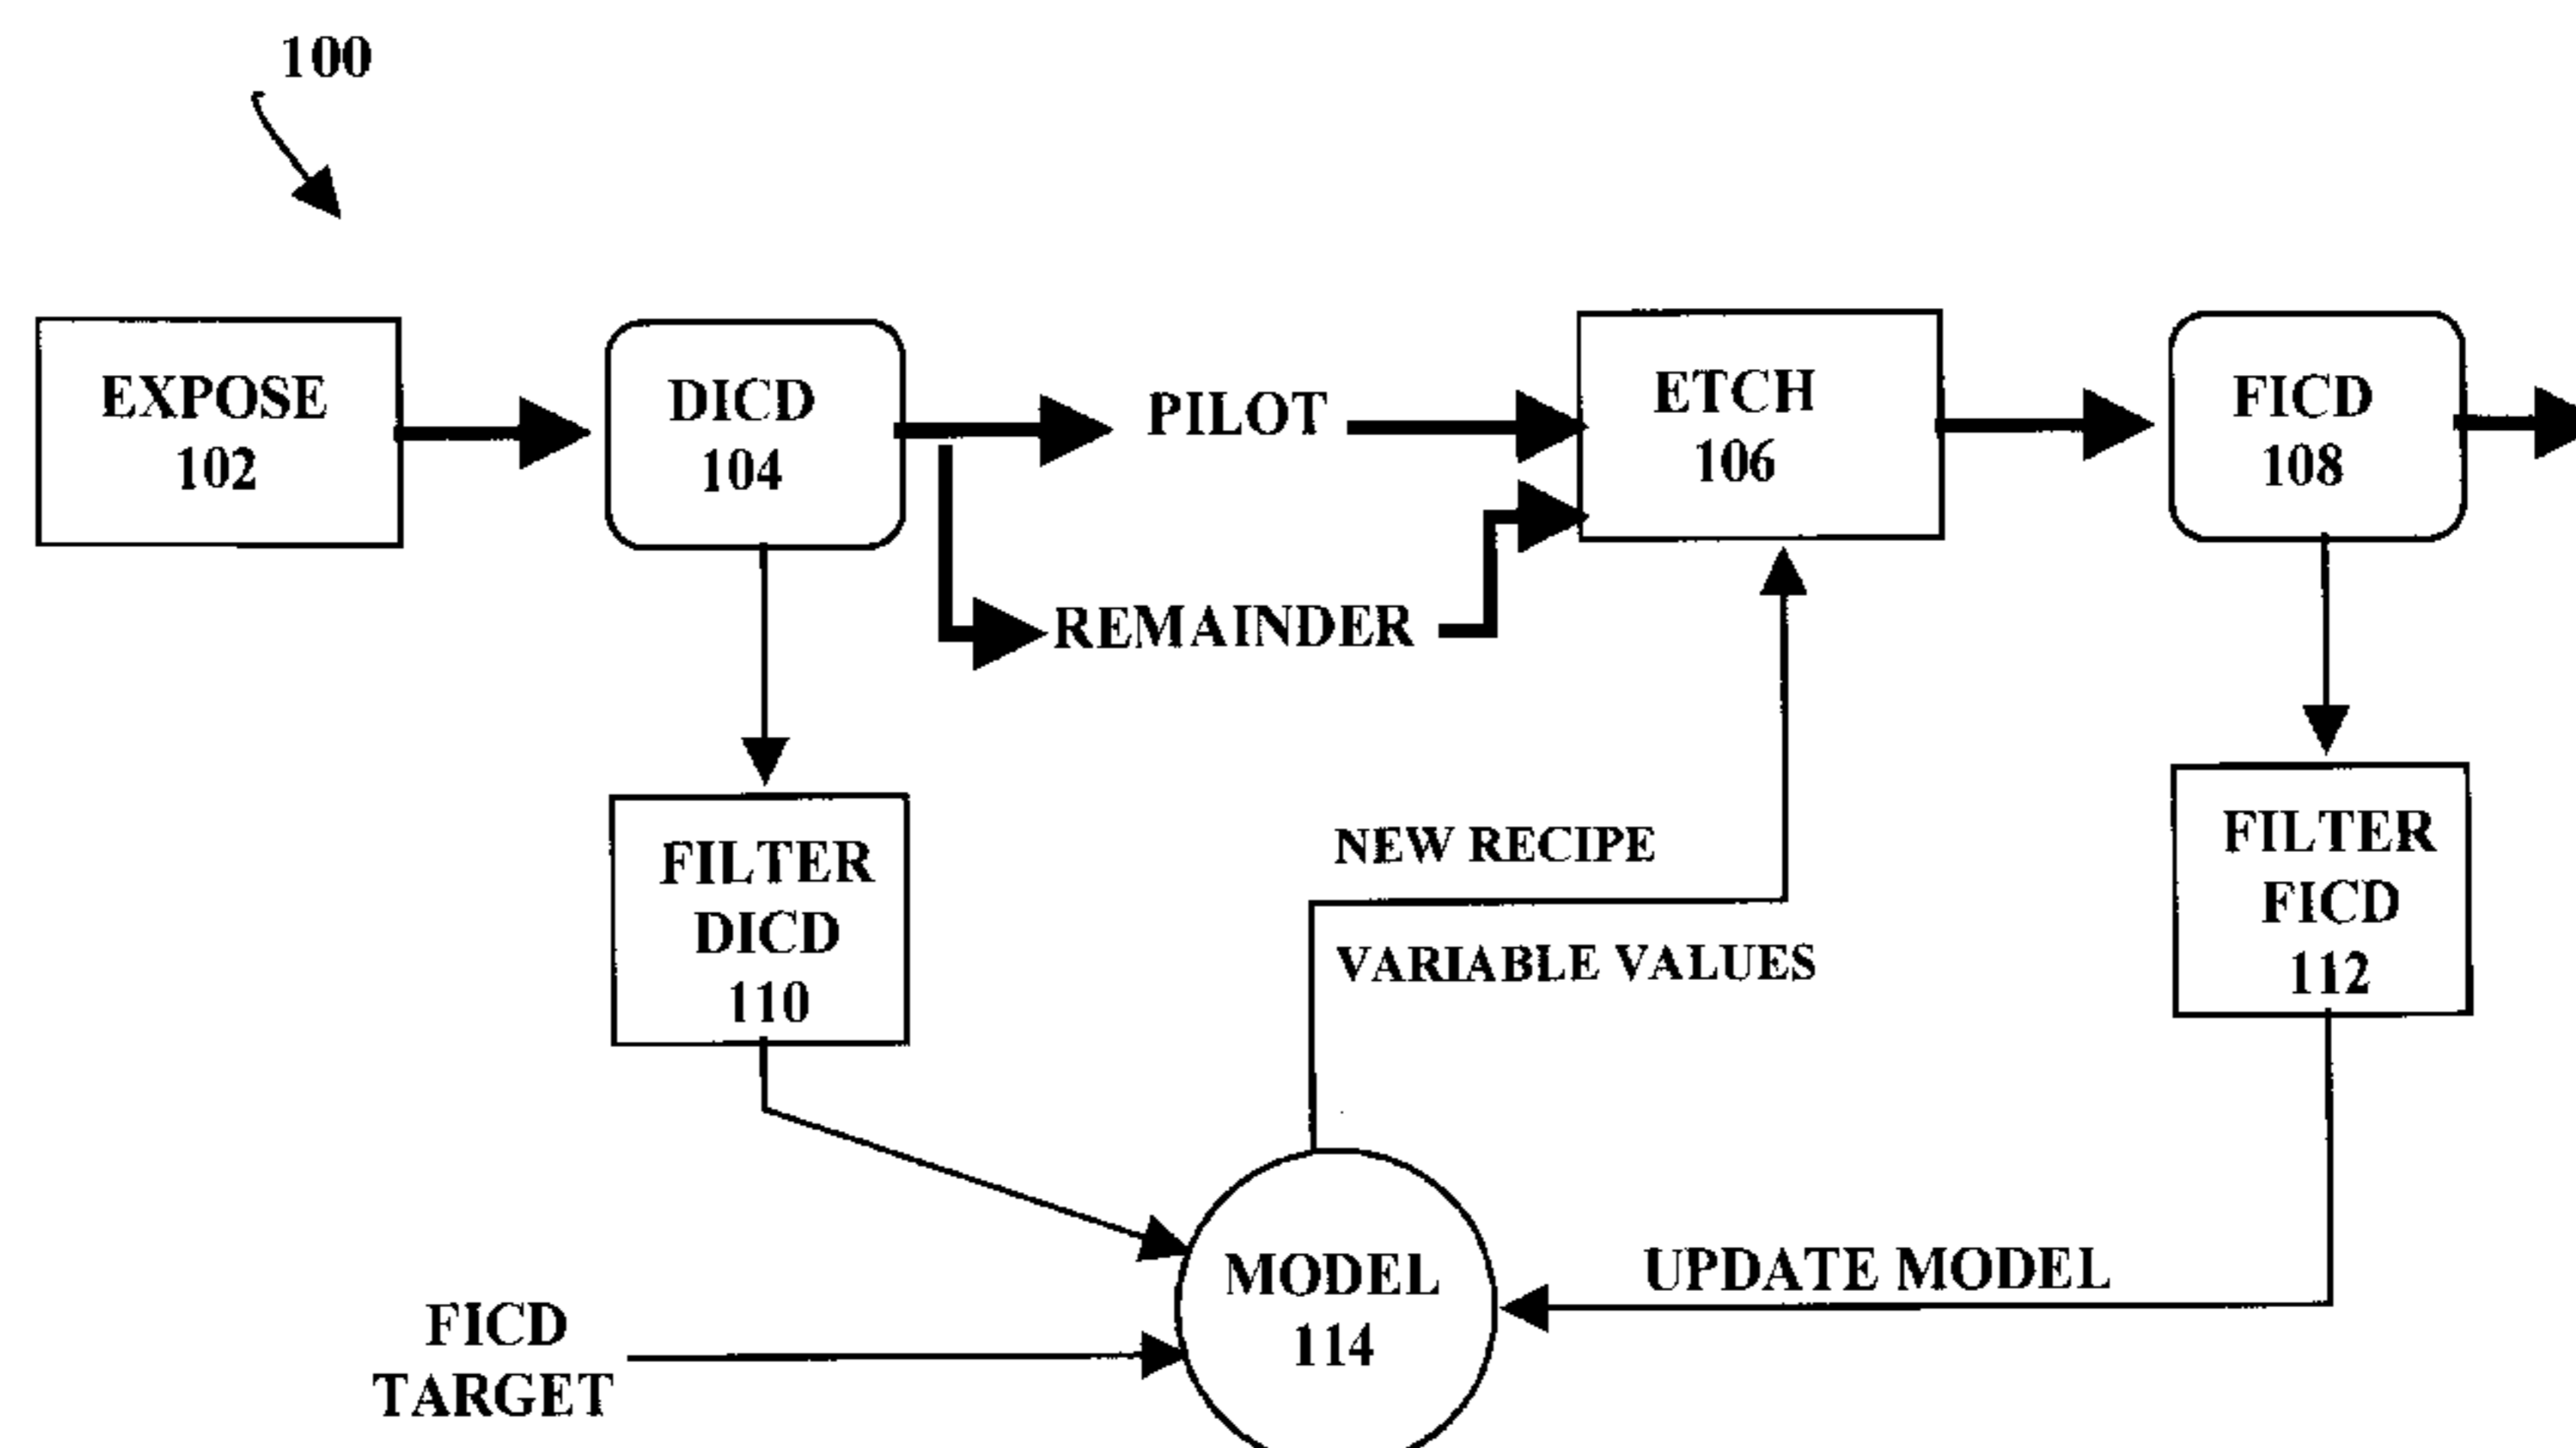 100
EXPOSE
102
DICD
104
PILOT
REMAINDER
ETCH
106
FICD
108
FILTER
DICD
110
NEW RECIPE
VARIABLE VALUES
FILTER
FICD
112
FICD
TARGET
MODEL
114
UPDATE MODEL